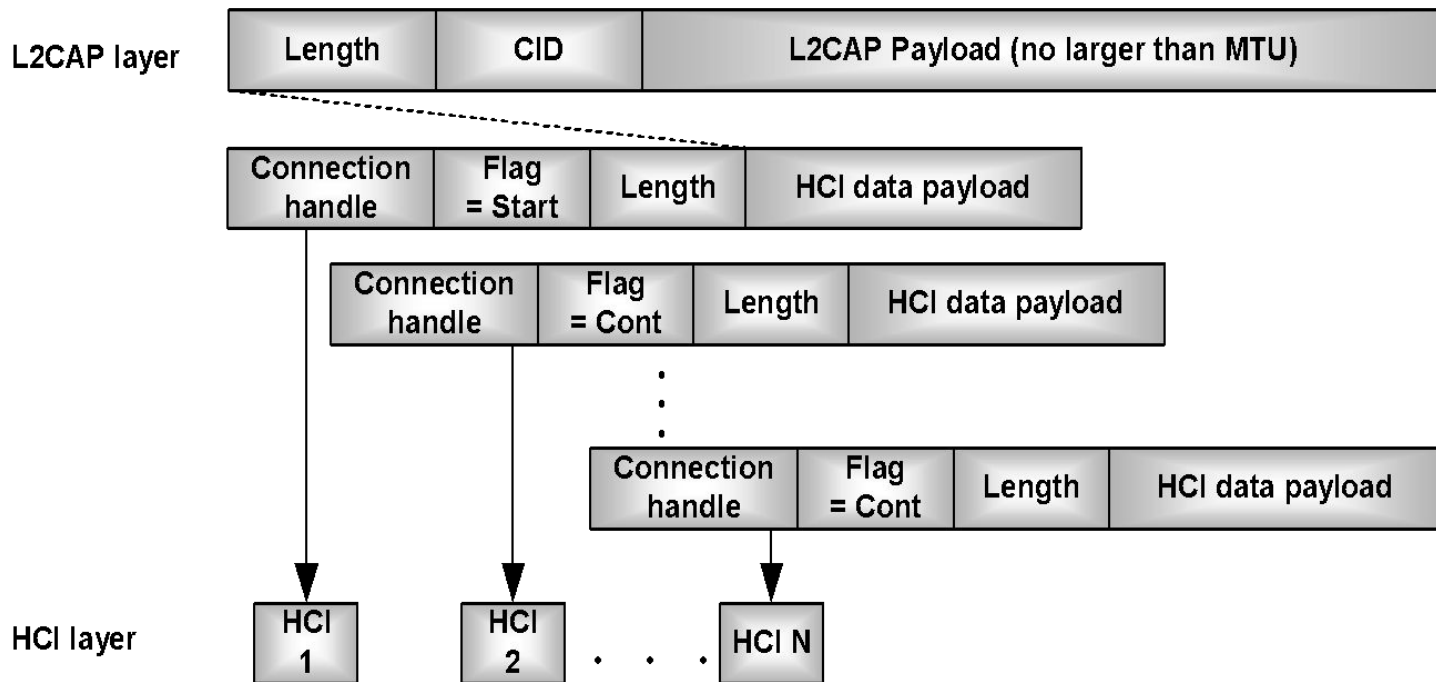 L2CAP layer
Length
CID
L2CAP Payload (no larger than MTU)
Connection
handle
Flag
= Start
Length
HCI data payload
Connection
handle
Flag
= Cont
Length
HCI data payload
Connection
handle
Flag
= Cont
Length
HCI data payload
HCI layer
HCI
1
HCI
2
HCI N